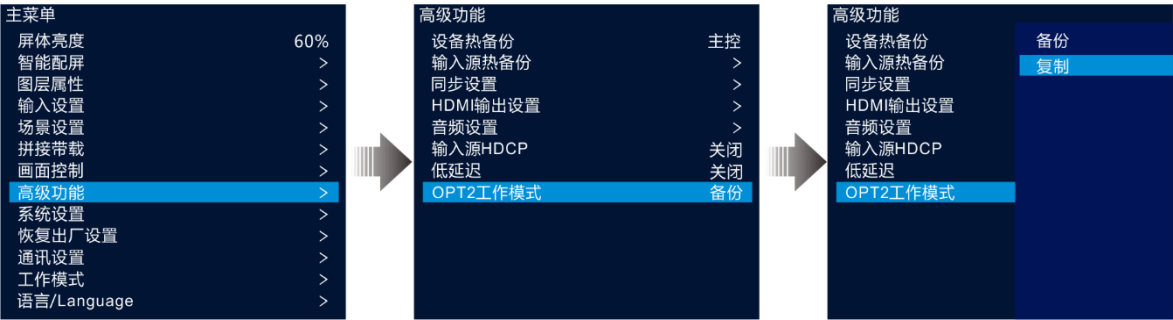 主菜单
屏体亮度 60%
智能配屏 >
图层属性 >
输入设置 >
场景设置 >
拼接带载 >
画面控制 >
高级功能 >
系统设置 >
恢复出厂设置 >
通讯设置 >
工作模式 >
语言/Language >
高级功能
设备热备份 主控
输入源热备份 >
同步设置 >
HDMI输出设置 >
音频设置 >
输入源HDCP 关闭
低延迟 关闭
OPT2工作模式 备份
高级功能
设备热备份
输入源热备份
同步设置
HDMI输出设置
音频设置
输入源HDCP
低延迟
OPT2工作模式
备份
复制